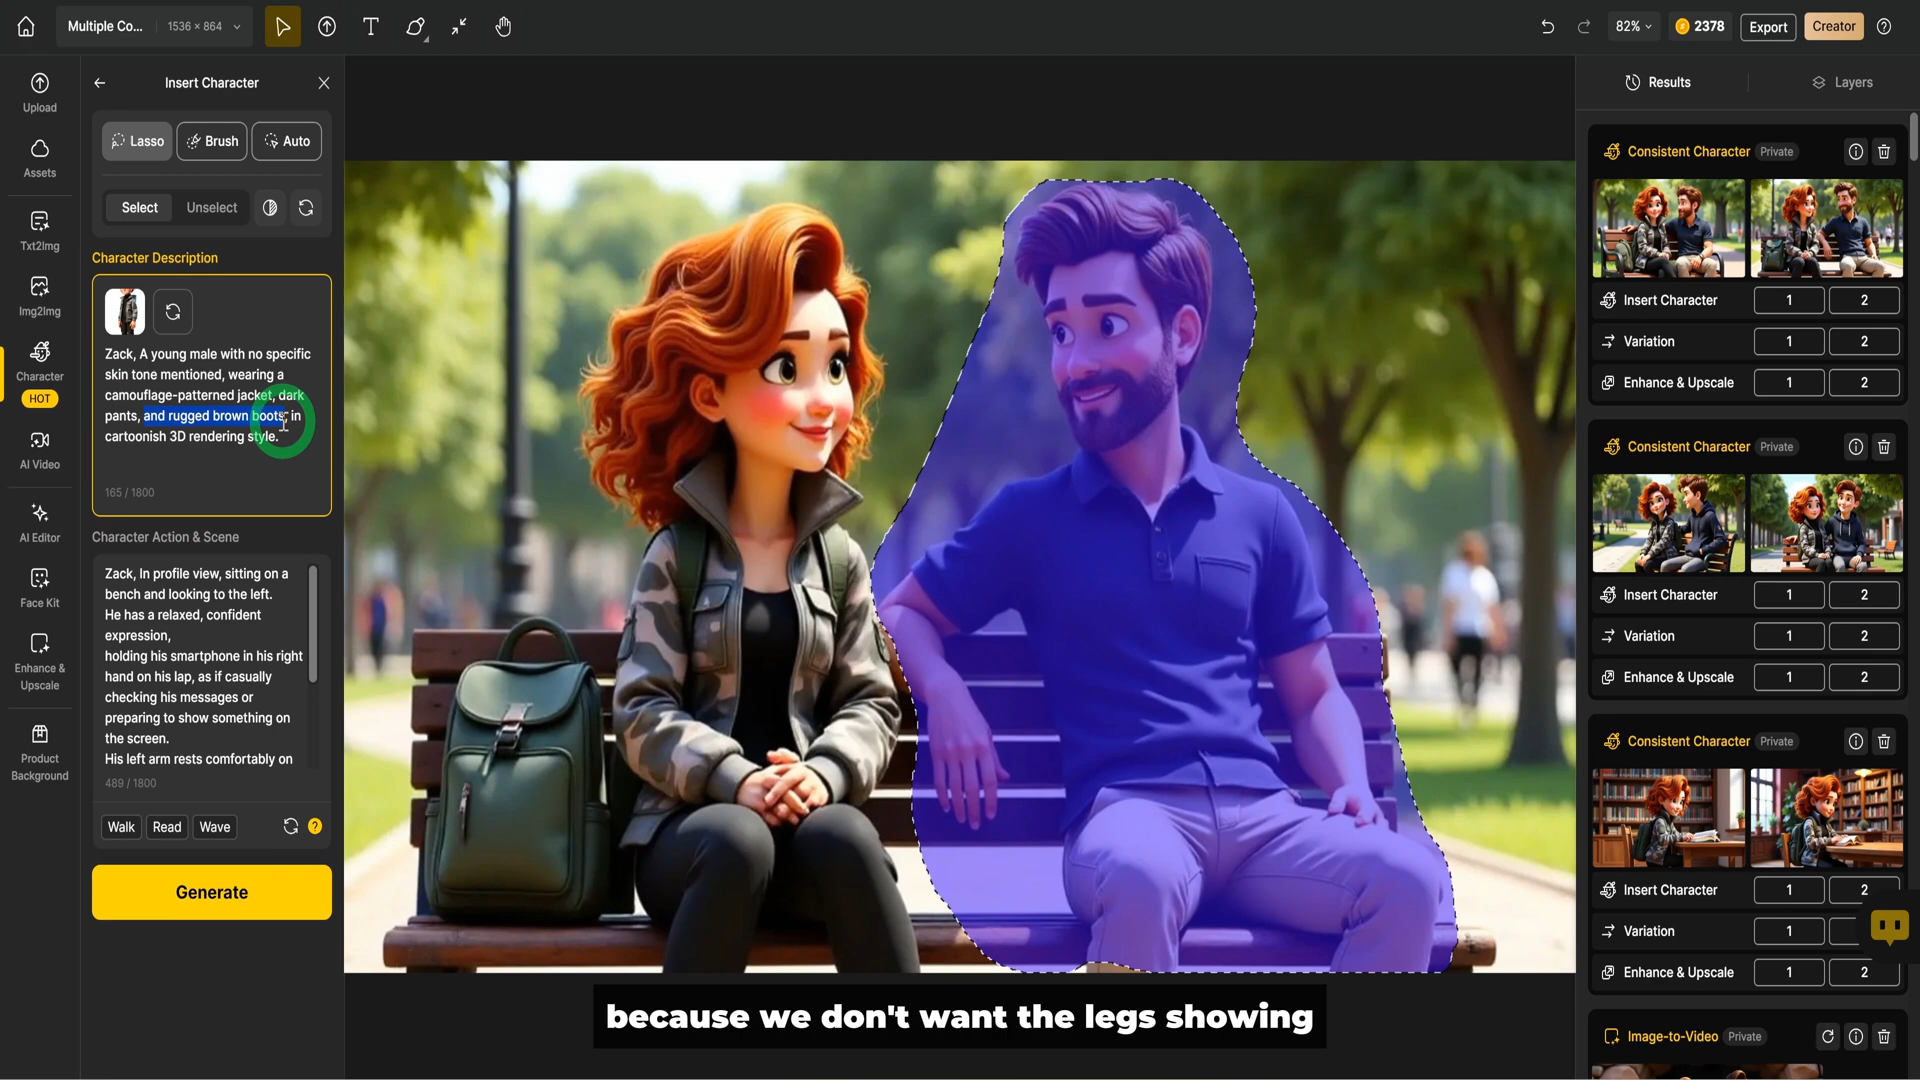 Multiple Co...
1536 × 864
82%
2378
Export
Creator
Upload
Assets
Txt2Img
Img2Img
Character
HOT
AI Video
AI Editor
Face Kit
Enhance &
Upscale
Product
Background
Insert Character
Lasso
Brush
Auto
Select
Unselect
Character Description
Zack, A young male with no specific
skin tone mentioned, wearing a
camouflage-patterned jacket, dark
pants, and rugged brown boots, in
cartoonish 3D rendering style.
165 / 1800
Character Action & Scene
Zack, In profile view, sitting on a
bench and looking to the left.
He has a relaxed, confident
expression,
holding his smartphone in his right
hand on his lap, as if casually
checking his messages or
preparing to show something on
the screen.
His left arm rests comfortably on
489 / 1800
Walk
Read
Wave
?
Generate
because we don't want the legs showing
Results
Layers
Consistent Character
Private
Insert Character
1
2
Variation
1
2
Enhance & Upscale
1
2
Consistent Character
Private
Insert Character
1
2
Variation
1
2
Enhance & Upscale
1
2
Consistent Character
Private
Insert Character
1
2
Variation
1
Enhance & Upscale
1
2
Image-to-Video
Private